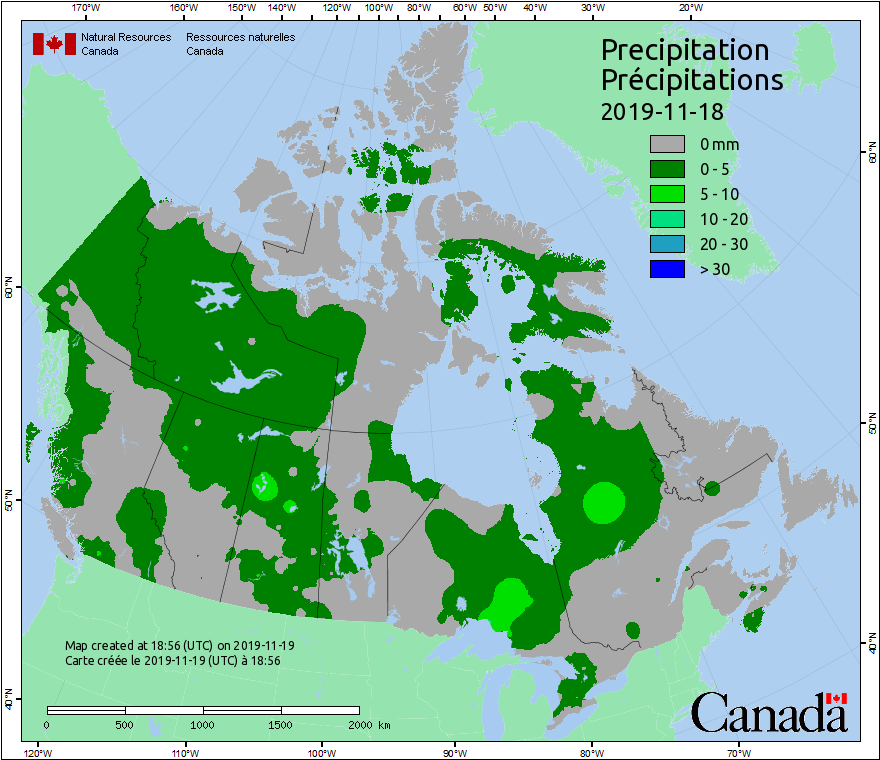 170°W 160°W 150°W 140°W 130°W 120°W 110°W 100°W 90°W 80°W 60°W 50°W 40°W 30°W 20°W
Natural Resources Ressources naturelles
Canada Canada
Precipitation
Précipitations
2019-11-18
0 mm
0 - 5
5 - 10
10 - 20
20 - 30
> 30
60°N
60°N
50°N
50°N
40°N
40°N
Map created at 18:56 (UTC) on 2019-11-19
Carte créée le 2019-11-19 (UTC) à 18:56
0 500 1000 1500 2000 km
Canada
120°W 110°W 100°W 90°W 80°W 70°W